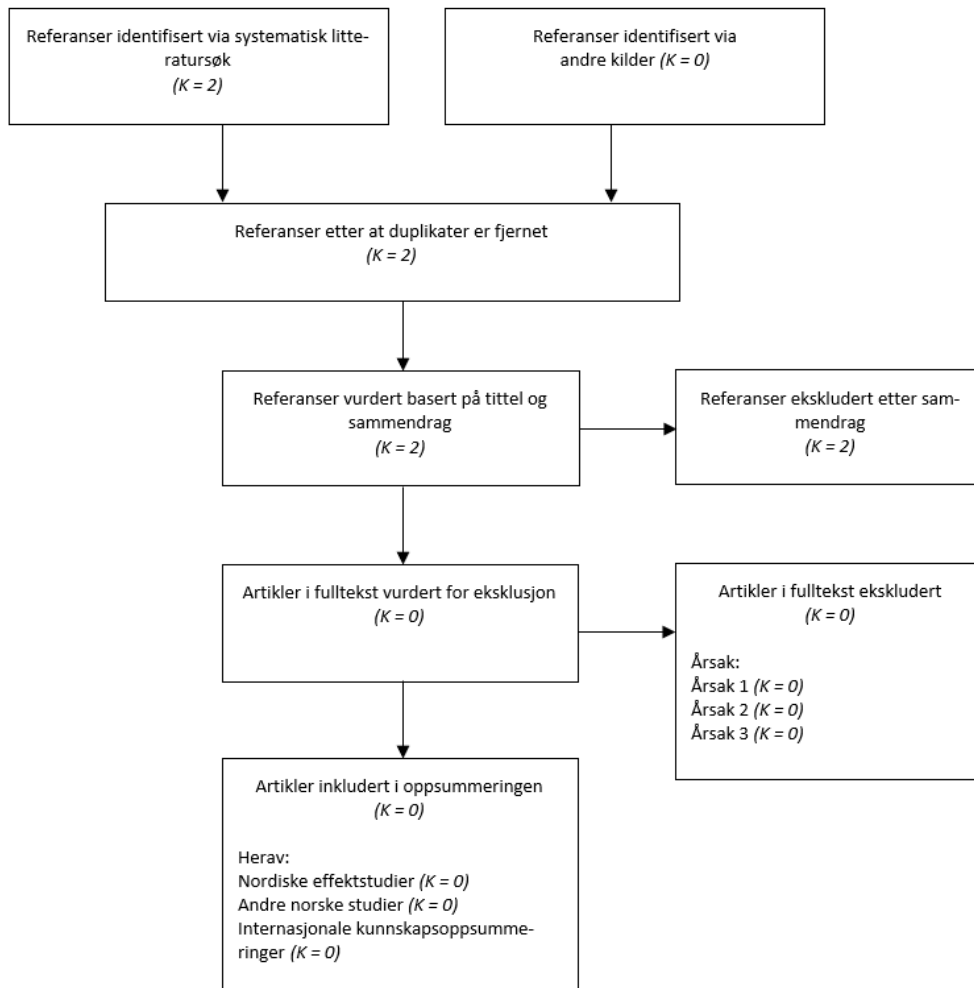 Referanser identifisert via systematisk litte-
ratursøk
(K = 2)
Referanser identifisert via
andre kilder (K = 0)
Referanser etter at duplikater er fjernet
(K = 2)
Referanser vurdert basert på tittel og
sammendrag
(K = 2)
Referanser ekskludert etter sam-
mendrag
(K = 2)
Artikler i fulltekst vurdert for eksklusjon
(K = 0)
Artikler i fulltekst ekskludert
(K = 0)
Årsak:
Årsak 1 (K = 0)
Årsak 2 (K = 0)
Årsak 3 (K = 0)
Artikler inkludert i oppsummeringen
(K = 0)
Herav:
Nordiske effektstudier (K = 0)
Andre norske studier (K = 0)
Internasjonale kunnskapsoppsumme-
ringer (K = 0)